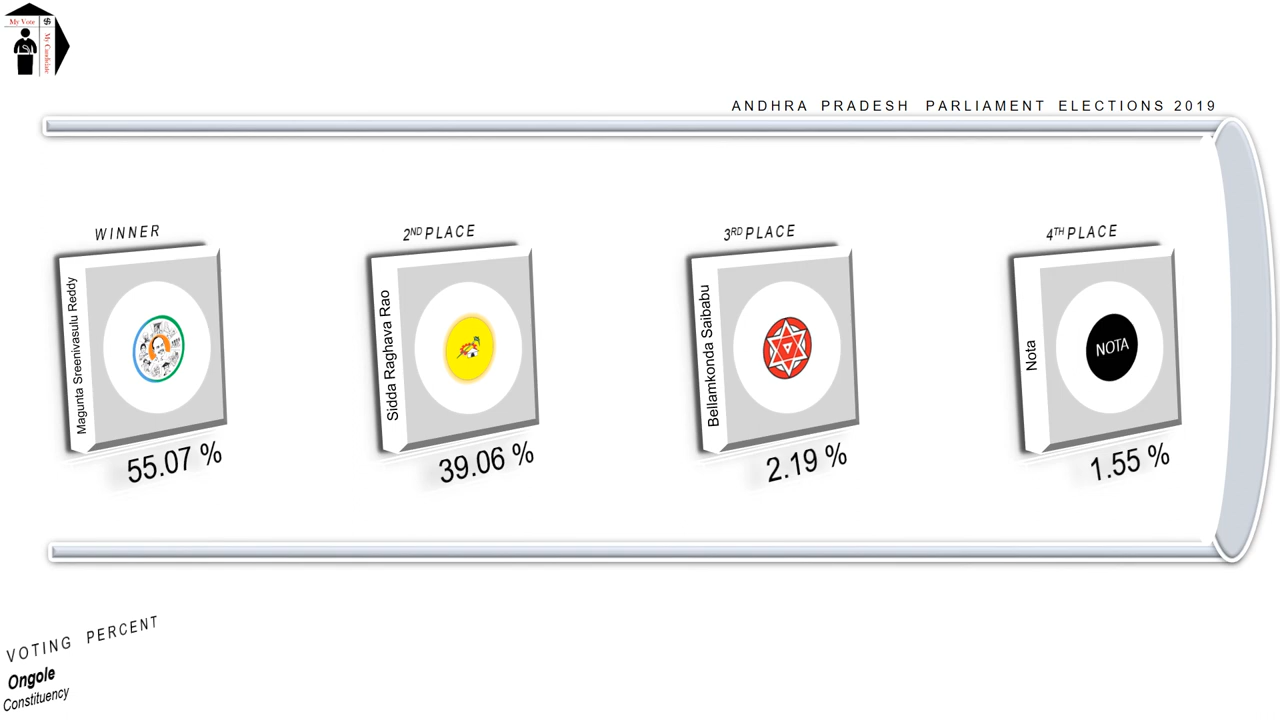 My Vote
My Candidate
ANDHRA PRADESH PARLIAMENT ELECTIONS 2019
WINNER
Magunta Sreenivasulu Reddy
55.07 %
2ND PLACE
Sidda Raghava Rao
39.06 %
3RD PLACE
Bellamkonda Saibabu
2.19 %
4TH PLACE
Nota
NOTA
1.55 %
VOTING PERCENT
Ongole
Constituency